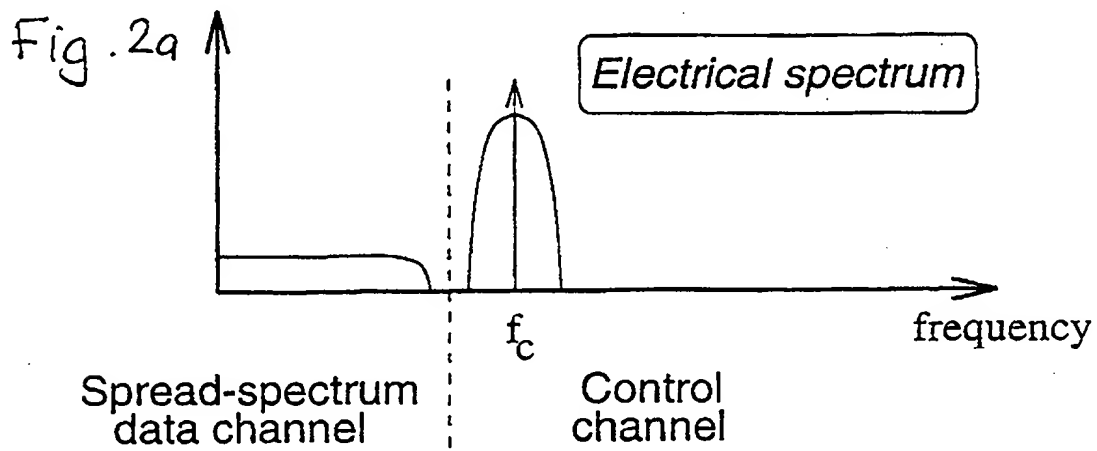 Fig. 2a
Electrical spectrum
f_c
frequency
Spread-spectrum
data channel
Control
channel